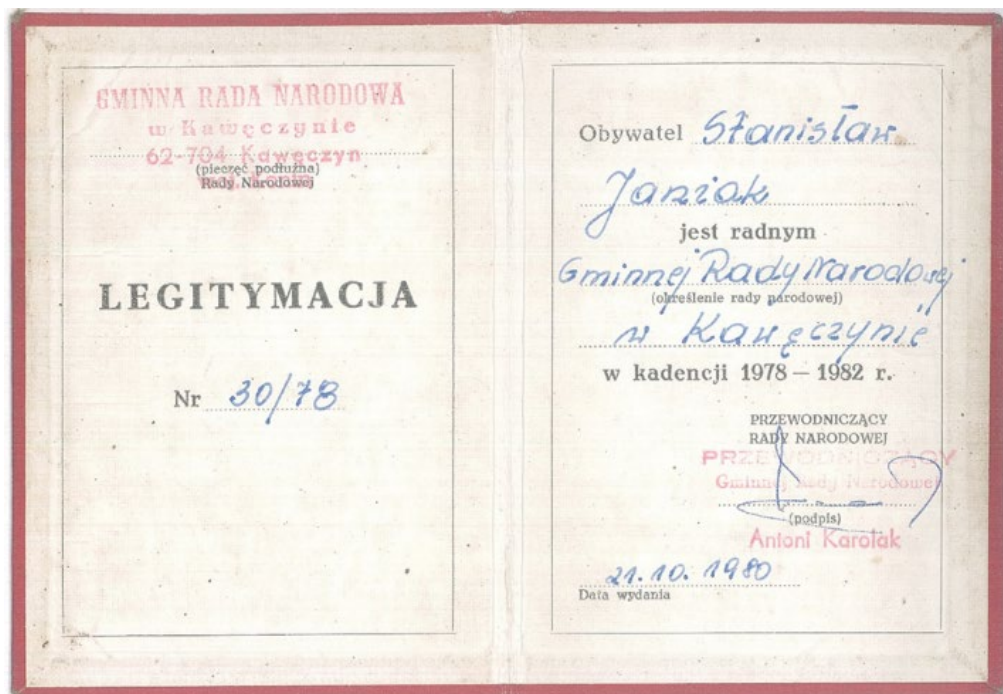 GMINNA RADA NARODOWA
w Kawęczynie
62-704 Kawęczyn
(pieczęć podłużna)
Rady Narodowej
LEGITYMACJA
Nr 30/78
Obywatel Stanisław
Janiak
jest radnym
Gminnej Rady Narodowej
(określenie rady narodowej)
w Kawęczynie
w kadencji 1978 — 1982 r.
PRZEWODNICZĄCY
RADY NARODOWEJ
PRZEWODNICZĄCY
Gminnej Rady Narodowej
(podpis)
Antoni Karolak
21.10.1980
Data wydania